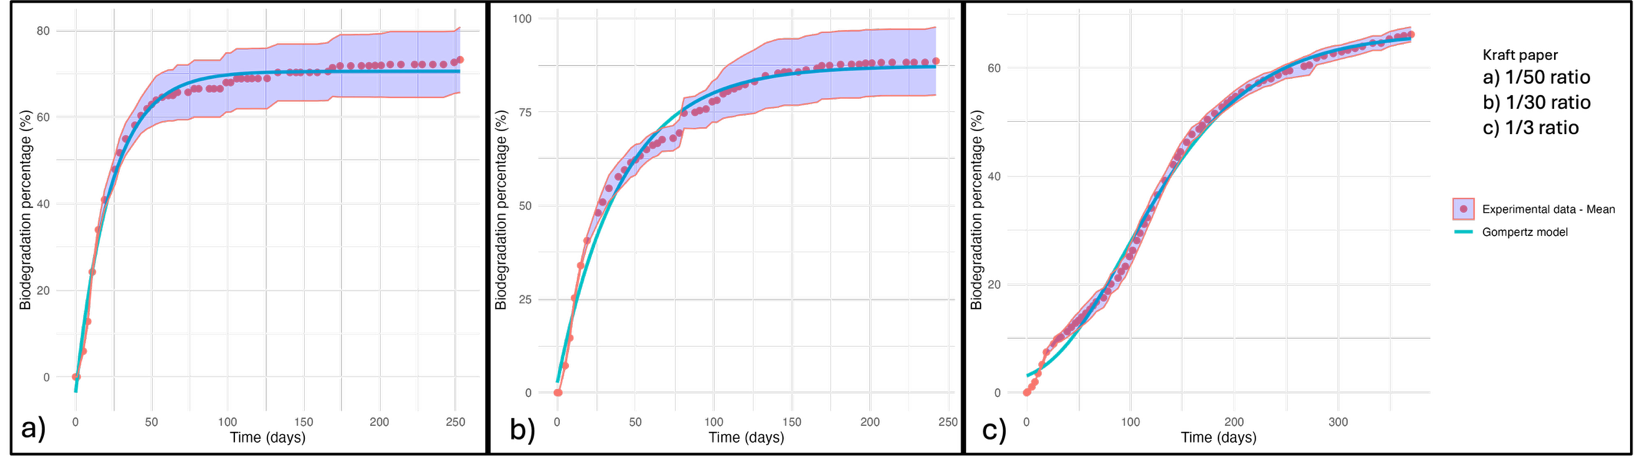 Biodegradation percentage (%)
80
60
40
20
0
0 50 100 150 200 250
Time (days)
a)
Biodegradation percentage (%)
100
75
50
25
0
0 50 100 150 200 250
Time (days)
b)
Biodegradation percentage (%)
60
40
20
0
0 100 200 300
Time (days)
c)
Kraft paper
a) 1/50 ratio
b) 1/30 ratio
c) 1/3 ratio
Experimental data - Mean
Gompertz model